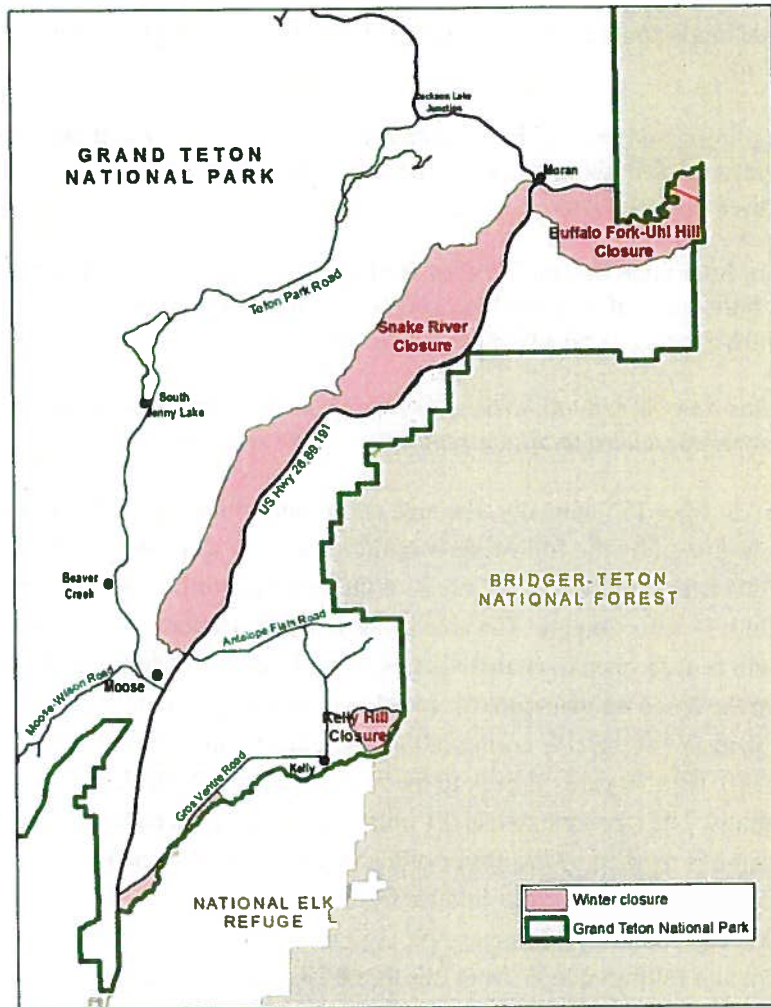 Jackson Lake
Junction
GRAND TETON
NATIONAL PARK
Moran
Buffalo Fork-Uhl Hill
Closure
Teton Park Road
Snake River
Closure
South
Jenny Lake
US Hwy 26,89,191
Beaver
Creek
BRIDGER-TETON
NATIONAL FOREST
Antelope Flats Road
Moose-Wilson Road
Moose
Kelly Hill
Closure
Kelly
Gros Ventre Road
NATIONAL ELK
REFUGE
Winter closure
Grand Teton National Park